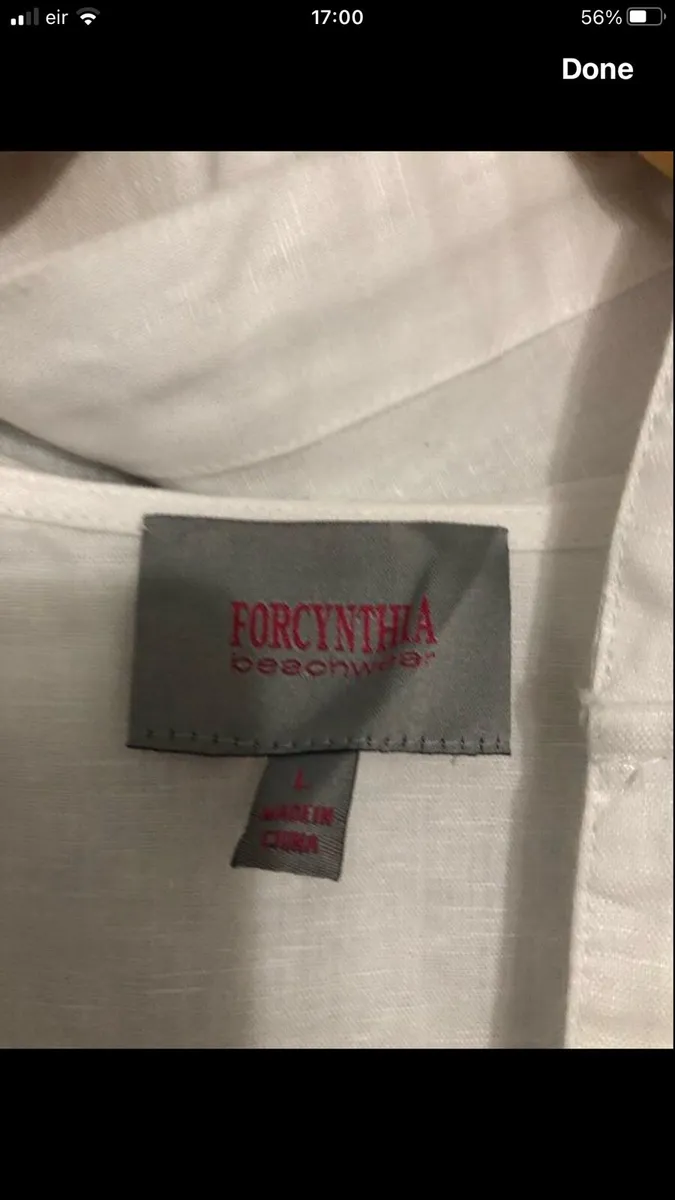 eir 17:00 56%
Done
FORCYNTHIA
beachwear
L
MADE IN
CHINA